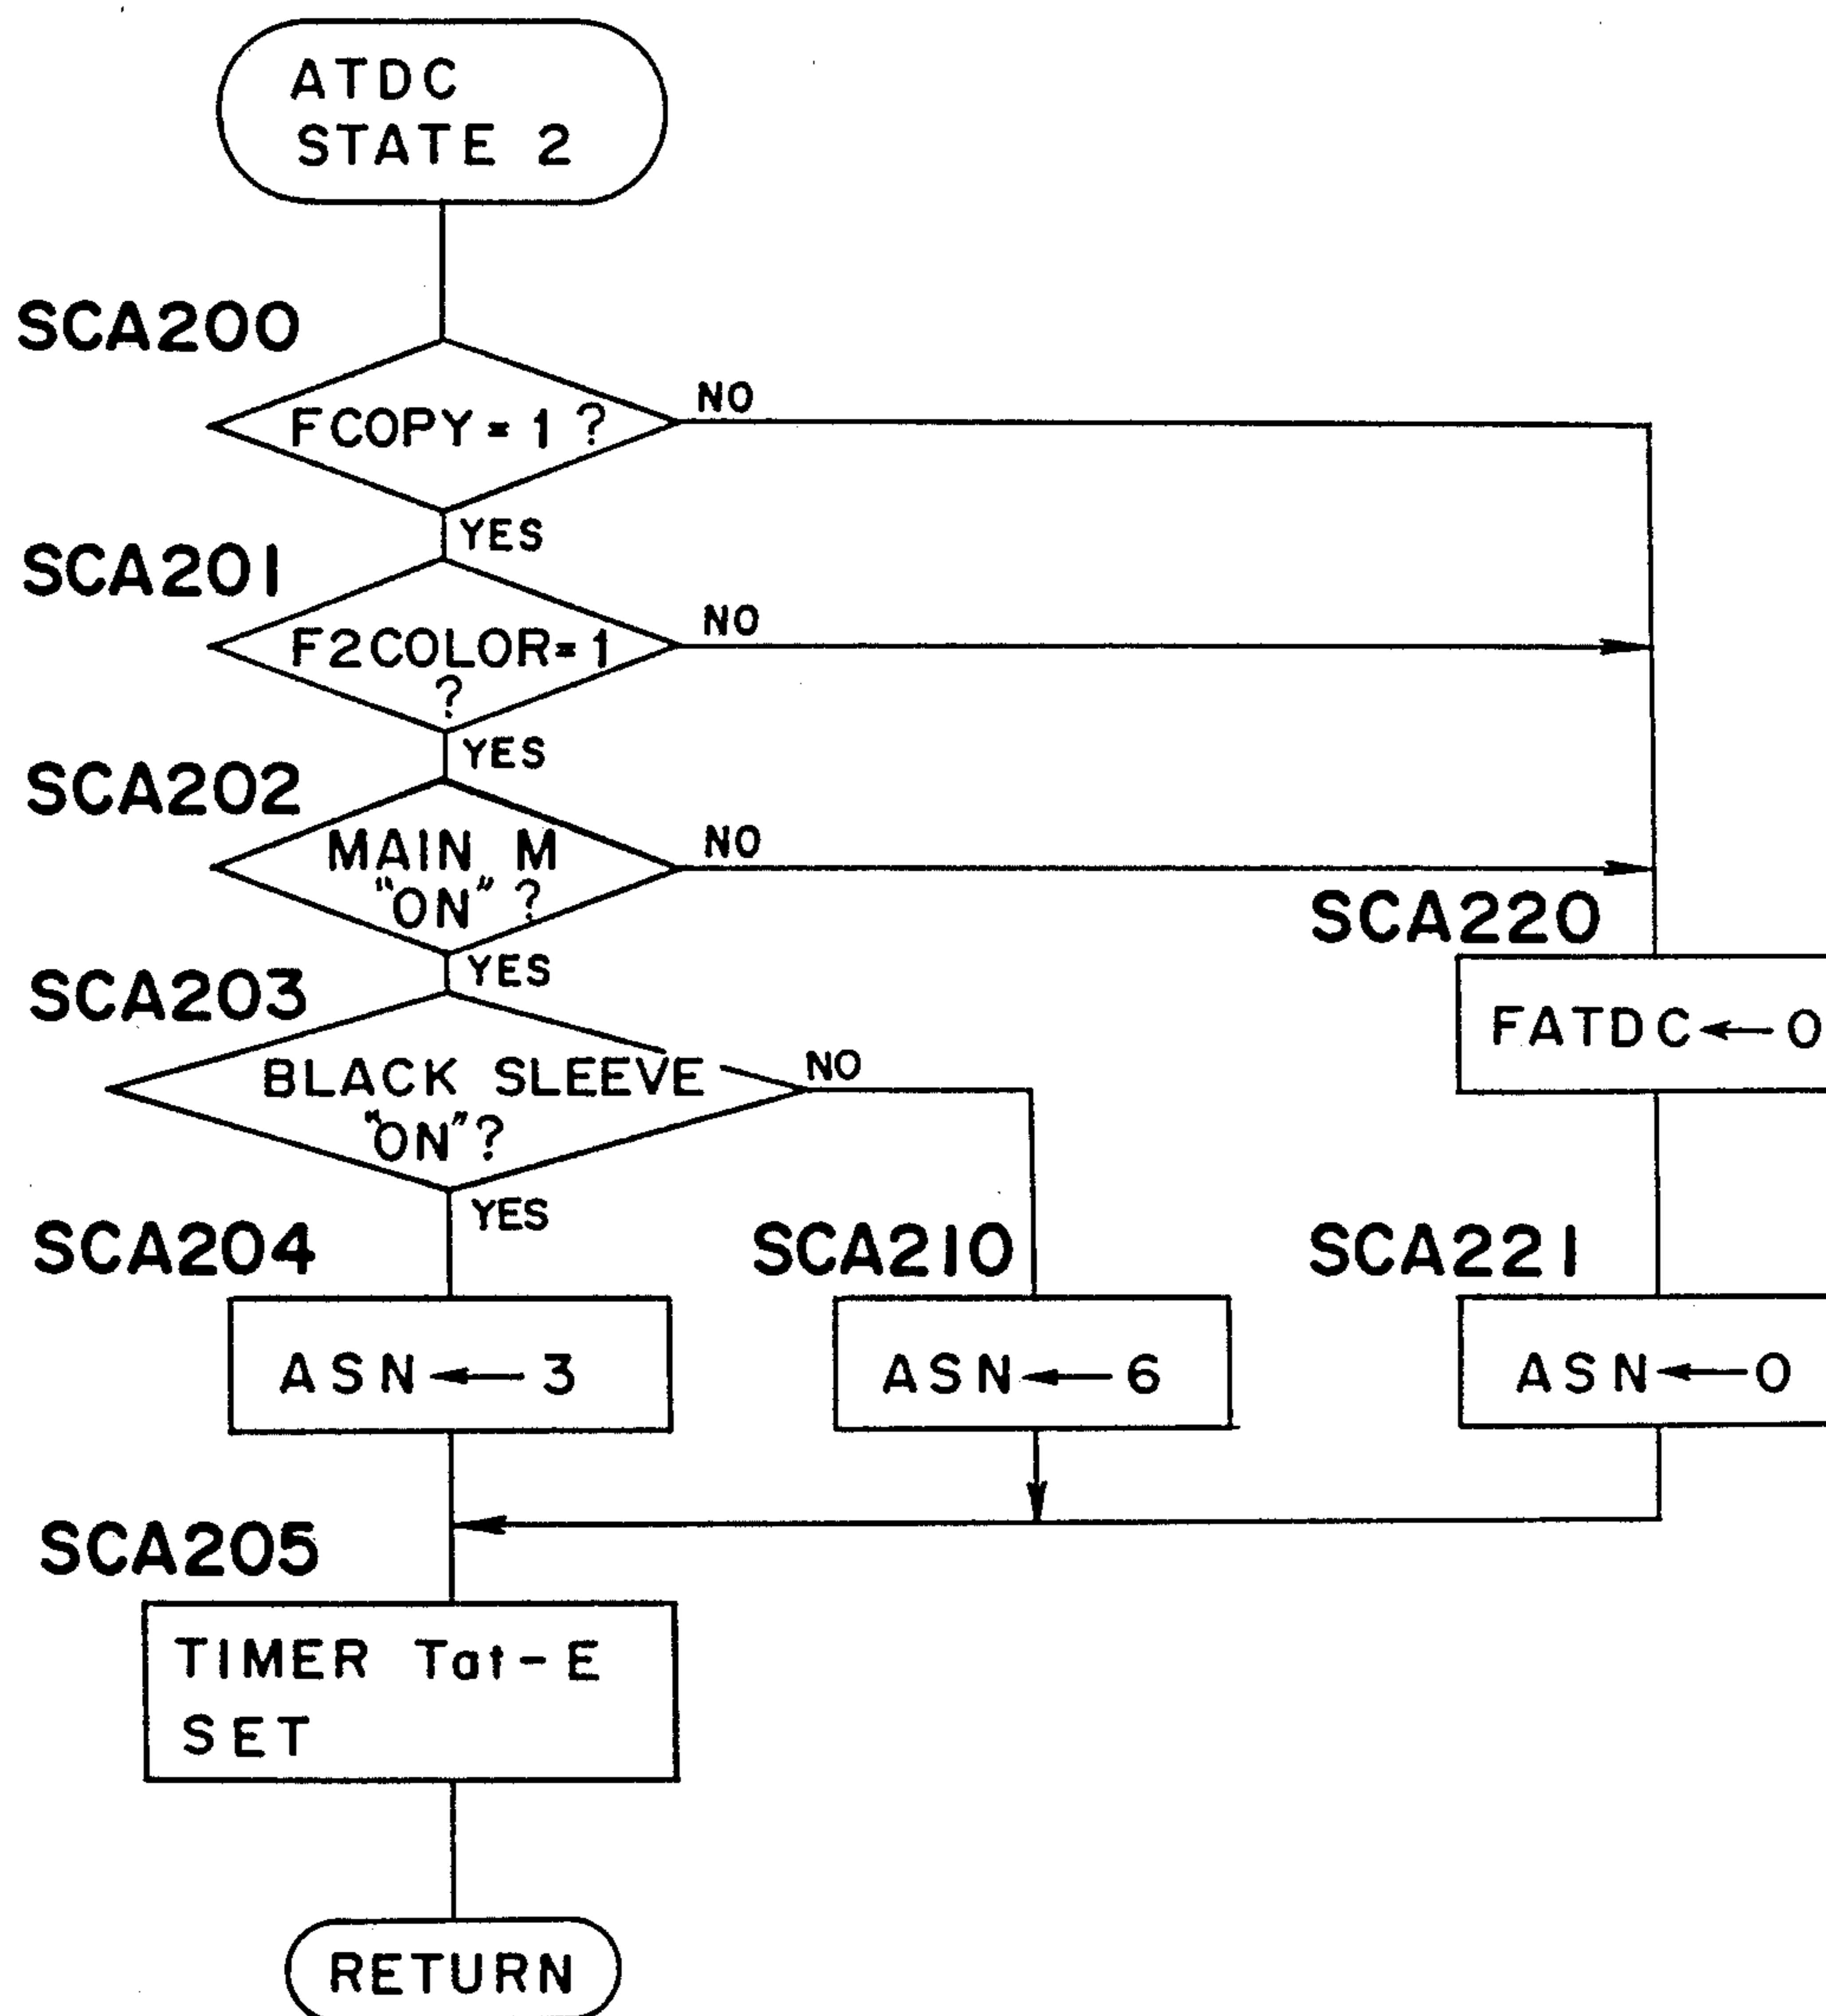 ATDC
STATE 2
SCA200
FCOPY = 1 ?
NO
YES
SCA201
F2COLOR = 1
?
NO
YES
SCA202
MAIN M
"ON" ?
NO
YES
SCA203
BLACK SLEEVE
"ON" ?
NO
YES
SCA220
FATDC ← 0
SCA204
ASN ← 3
SCA210
ASN ← 6
SCA221
ASN ← 0
SCA205
TIMER Tat-E
SET
RETURN